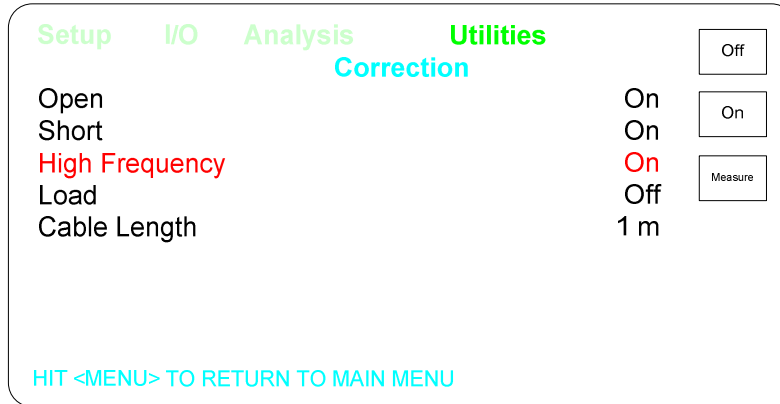 Setup I/O Analysis Utilities
Off
Correction
Open On
On
Short On
High Frequency On
Measure
Load Off
Cable Length 1 m
HIT <MENU> TO RETURN TO MAIN MENU